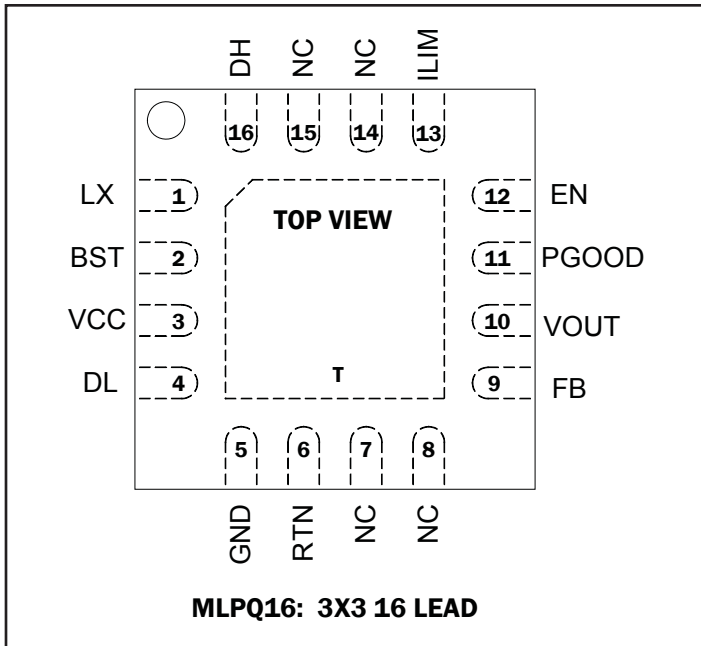 DH NC NC ILIM
16 15 14 13
LX 1 12 EN
TOP VIEW
BST 2 11 PGOOD
VCC 3 10 VOUT
DL 4 T 9 FB
5 6 7 8
GND RTN NC NC
MLPQ16: 3X3 16 LEAD